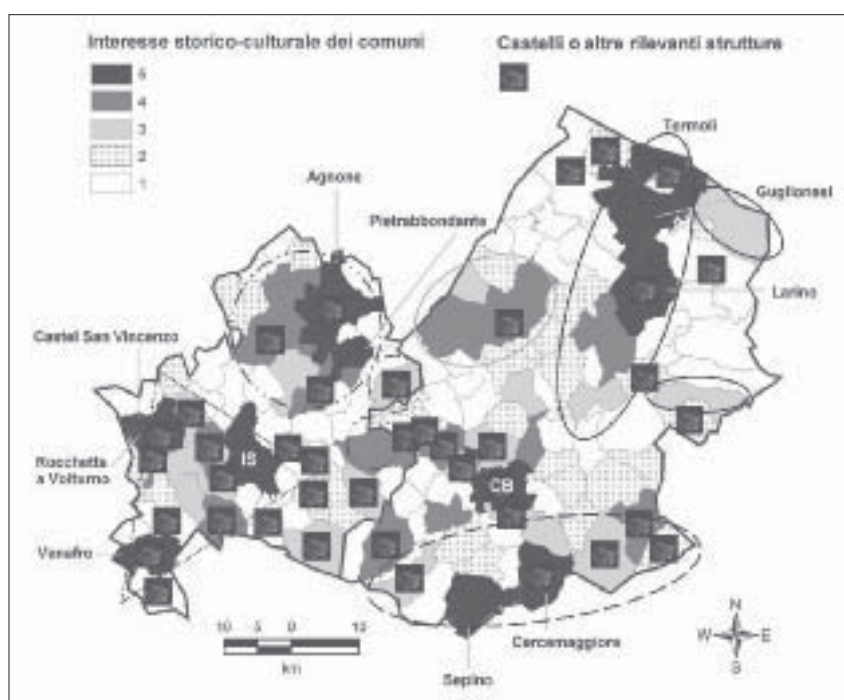 Interesse storico-culturale dei comuni
Castelli o altre rilevanti strutture
5
4
3
2
1
Termoli
Agnone
Guglionesi
Pietrabbondante
Larino
Castel San Vincenzo
IS
Rocchetta
a Volturno
CB
Venafro
N
10 5 0 10
W E
Cercemaggiore
km
S
Sepino